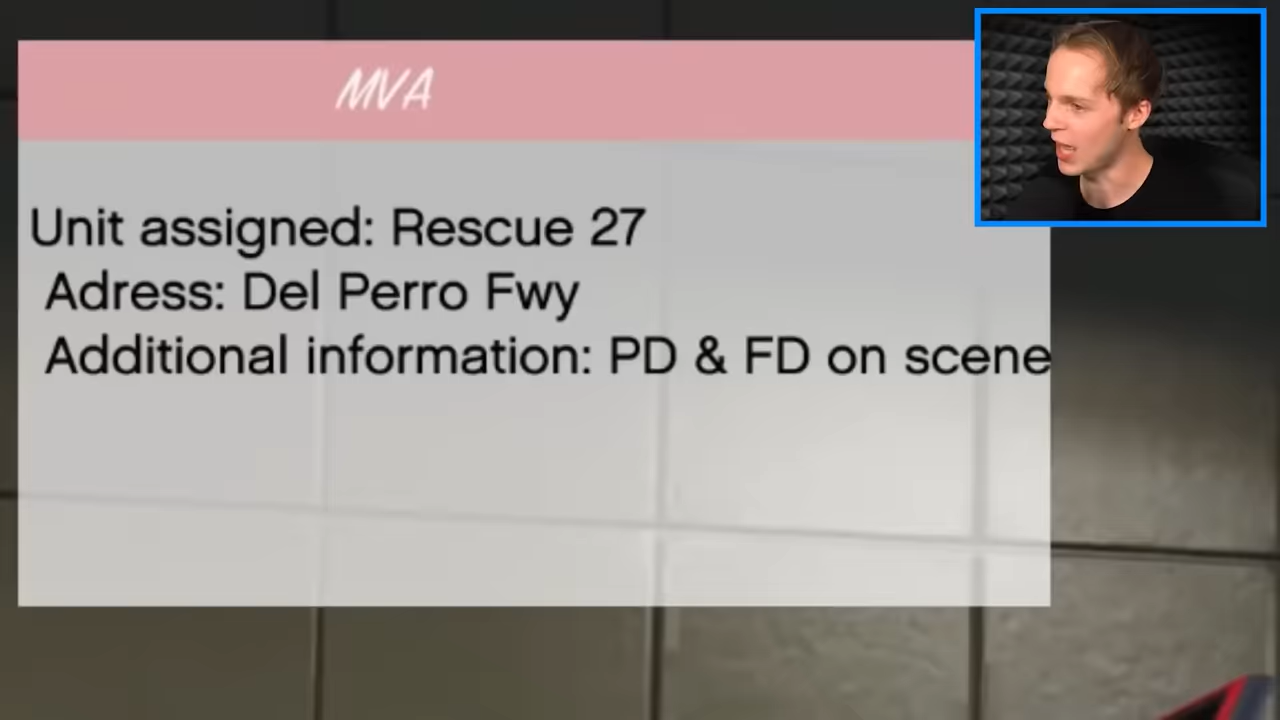 MVA
Unit assigned: Rescue 27
Adress: Del Perro Fwy
Additional information: PD & FD on scene